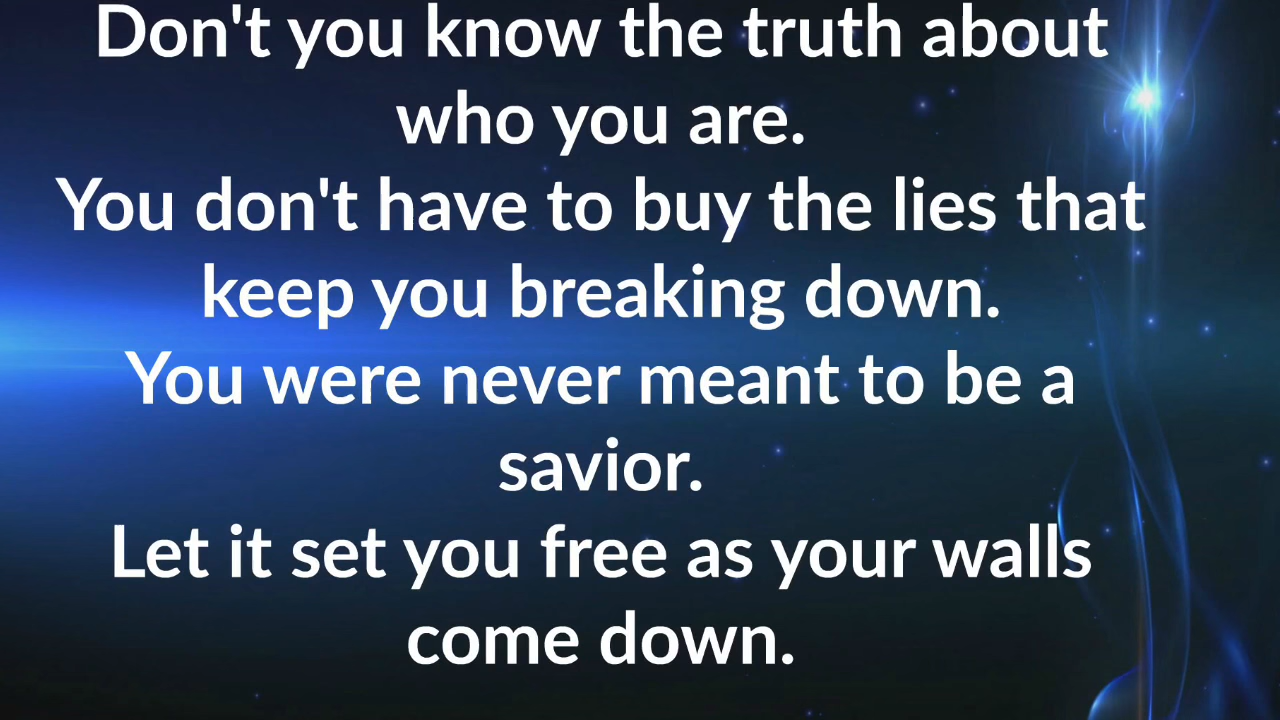 Don't you know the truth about
who you are.
You don't have to buy the lies that
keep you breaking down.
You were never meant to be a
savior.
Let it set you free as your walls
come down.